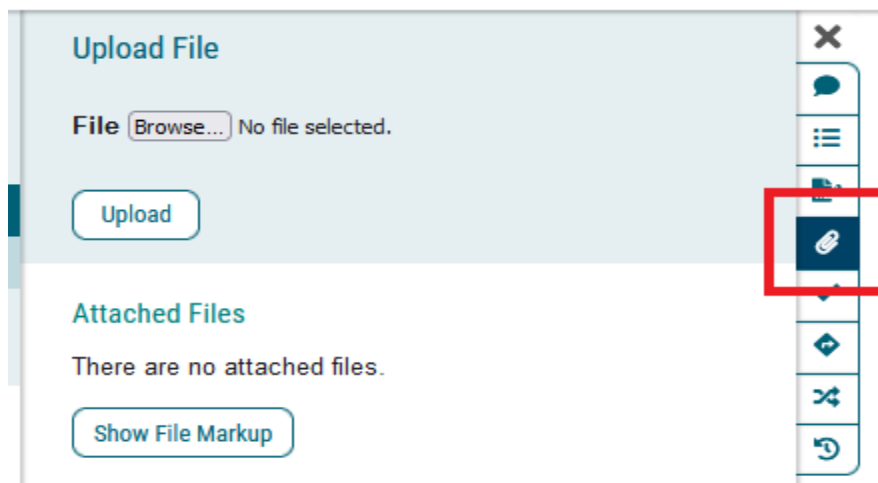 Upload File
File Browse... No file selected.
Upload
Attached Files
There are no attached files.
Show File Markup